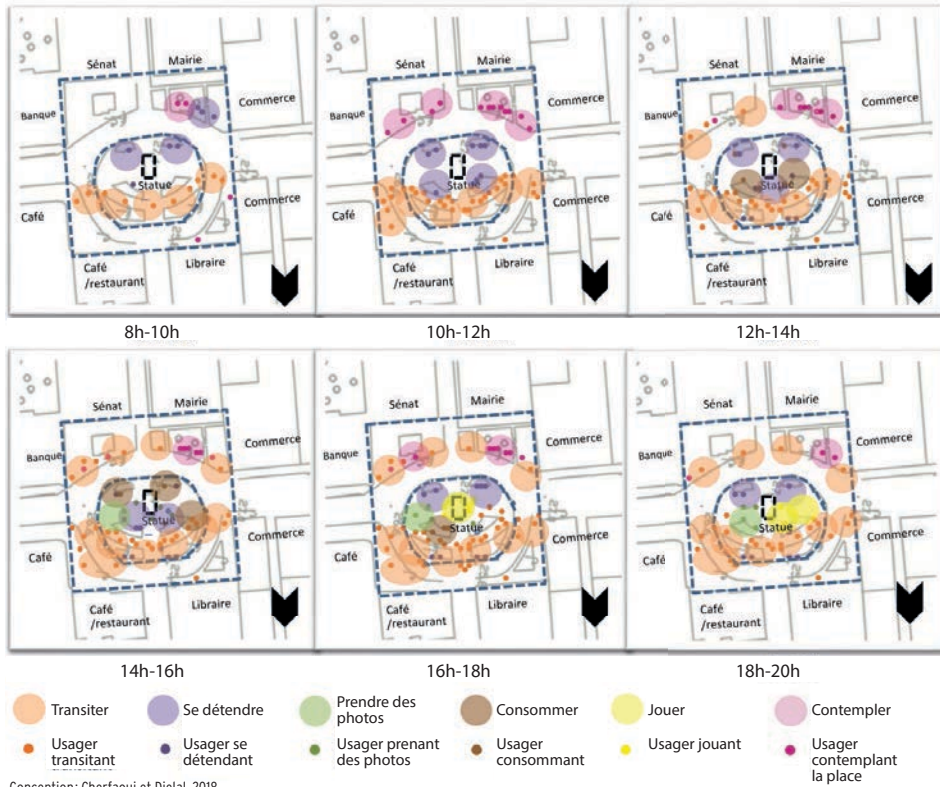 Sénat Mairie
Banque Commerce
Statue
Café Commerce
Café Libraire
/restaurant
8h-10h
Sénat Mairie
Banque Commerce
Statue
Café Commerce
Café Libraire
/restaurant
10h-12h
Sénat Mairie
Banque Commerce
Statue
Café Commerce
Café Libraire
/restaurant
12h-14h
Sénat Mairie
Banque Commerce
Statue
Café Commerce
Café Libraire
/restaurant
14h-16h
Sénat Mairie
Banque Commerce
Statue
Café Commerce
Café Libraire
/restaurant
16h-18h
Sénat Mairie
Banque Commerce
Statue
Café Commerce
Café Libraire
/restaurant
18h-20h
Transiter
Se détendre
Prendre des
photos
Consommer
Jouer
Contempler
Usager
transitant
Usager se
détendant
Usager prenant
des photos
Usager
consommant
Usager jouant
Usager
contemplant
la place
Conception: Cherfaoui et Djelal, 2018